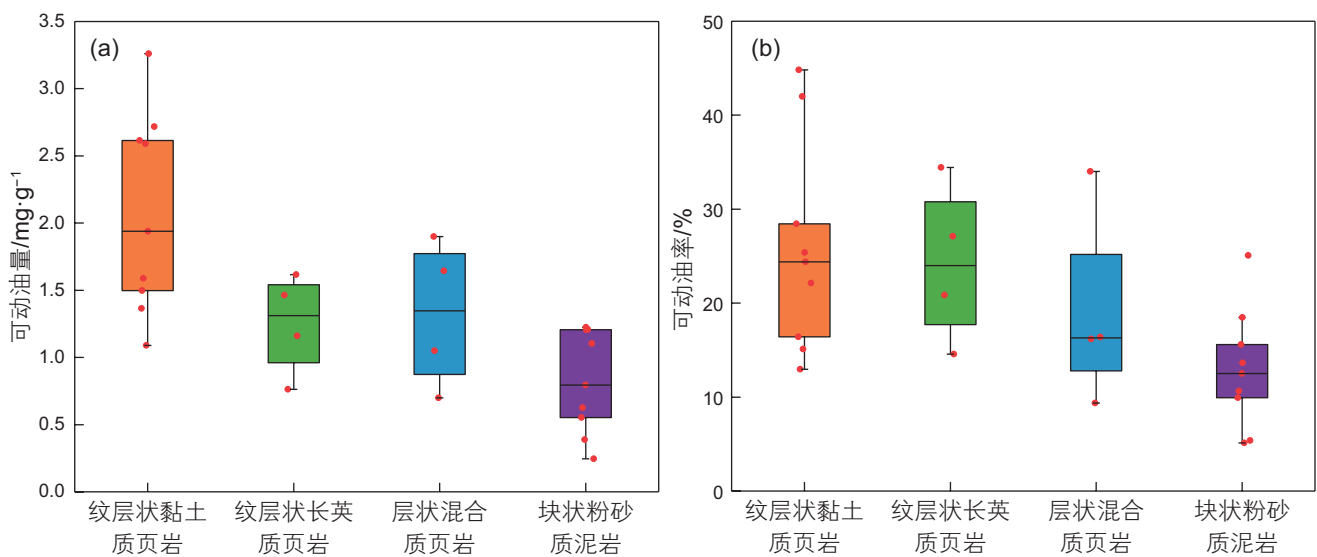 (a)
可动油量/mg·g⁻¹
3.5
3.0
2.5
2.0
1.5
1.0
0.5
0.0
纹层状黏土
质页岩
纹层状长英
质页岩
层状混合
质页岩
块状粉砂
质泥岩
(b)
可动油率/%
50
40
30
20
10
0
纹层状黏土
质页岩
纹层状长英
质页岩
层状混合
质页岩
块状粉砂
质泥岩